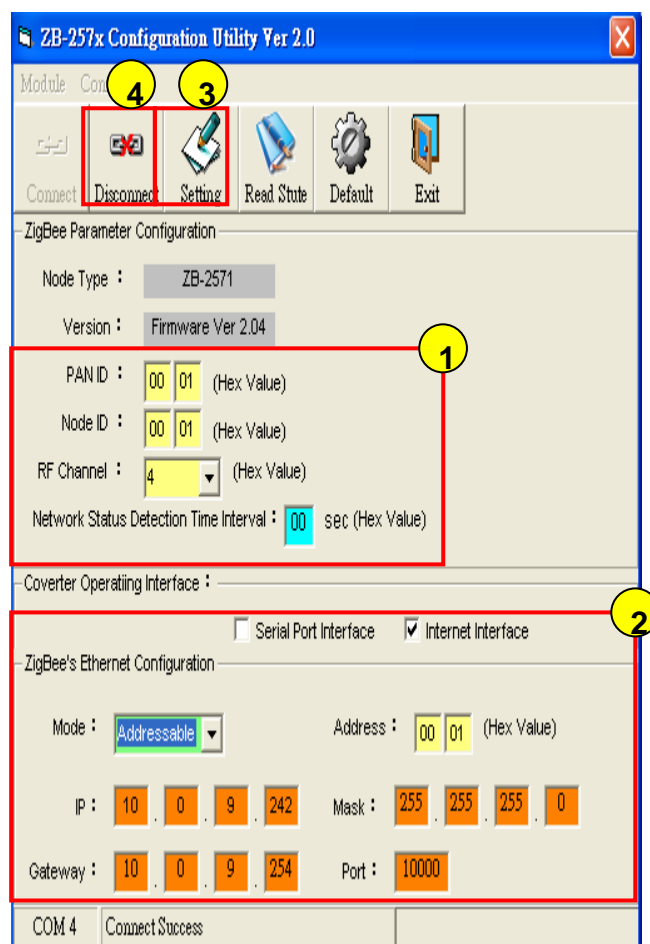 ZB-257x Configuration Utility Ver 2.0
Module Con
4 3
Connect Disconnect Setting Read Stute Default Exit
ZigBee Parameter Configuration
Node Type : ZB-2571
Version : Firmware Ver 2.04
1
PAN ID : 00 01 (Hex Value)
Node ID : 00 01 (Hex Value)
RF Channel : 4 (Hex Value)
Network Status Detection Time Interval : 00 sec (Hex Value)
Coverter Operatiing Interface :
2
Serial Port Interface Internet Interface
ZigBee's Ethernet Configuration
Mode : Addressable Address : 00 01 (Hex Value)
IP : 10 . 0 . 9 . 242 Mask : 255 . 255 . 255 . 0
Gateway : 10 . 0 . 9 . 254 Port : 10000
COM 4 Connect Success